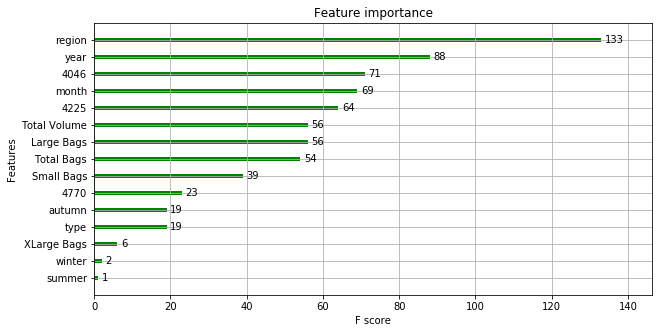 Feature importance
region 133
year 88
4046 71
month 69
4225 64
Total Volume 56
Large Bags 56
Total Bags 54
Small Bags 39
4770 23
autumn 19
type 19
XLarge Bags 6
winter 2
summer 1
0 20 40 60 80 100 120 140
F score
Features